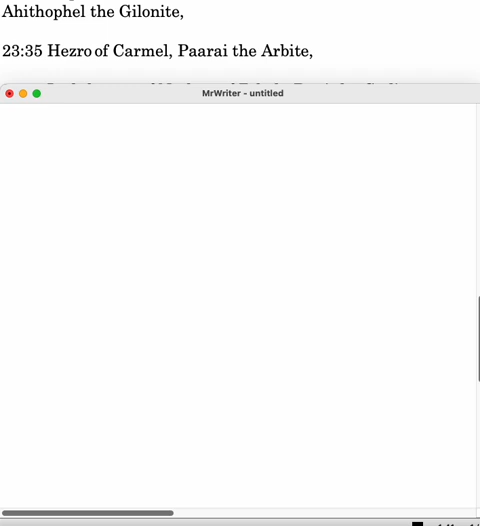 Ahithophel the Gilonite,
23:35 Hezro of Carmel, Paarai the Arbite,
MrWriter - untitled